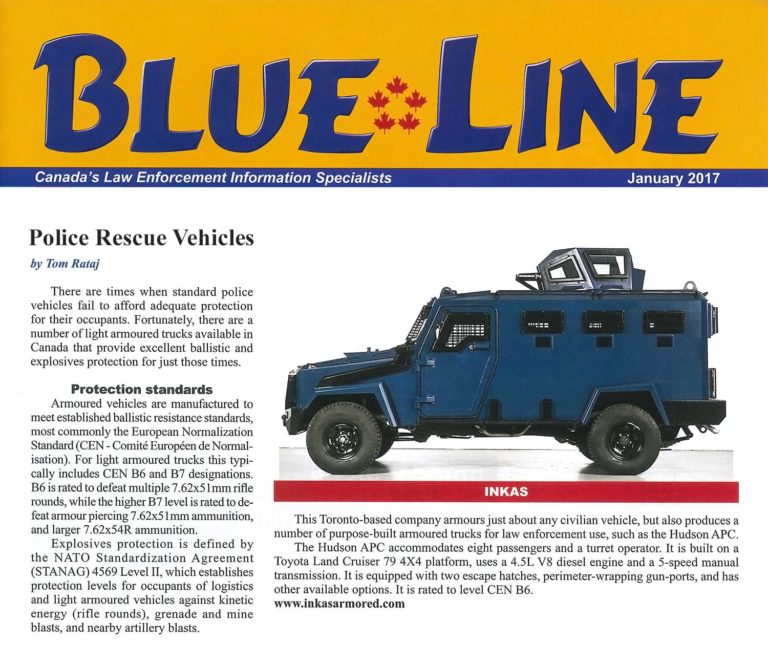 BLUE LINE
Canada's Law Enforcement Information Specialists
January 2017
Police Rescue Vehicles
by Tom Rataj
There are times when standard police
vehicles fail to afford adequate protection
for their occupants. Fortunately, there are a
number of light armoured trucks available in
Canada that provide excellent ballistic and
explosives protection for just those times.
Protection standards
Armoured vehicles are manufactured to
meet established ballistic resistance standards,
most commonly the European Normalization
Standard (CEN - Comité Européen de Normal-
isation). For light armoured trucks this typi-
cally includes CEN B6 and B7 designations.
B6 is rated to defeat multiple 7.62x51mm rifle
rounds, while the higher B7 level is rated to de-
feat armour piercing 7.62x51mm ammunition,
and larger 7.62x54R ammunition.
Explosives protection is defined by
the NATO Standardization Agreement
(STANAG) 4569 Level II, which establishes
protection levels for occupants of logistics
and light armoured vehicles against kinetic
energy (rifle rounds), grenade and mine
blasts, and nearby artillery blasts.
INKAS
This Toronto-based company armours just about any civilian vehicle, but also produces a
number of purpose-built armoured trucks for law enforcement use, such as the Hudson APC.
The Hudson APC accommodates eight passengers and a turret operator. It is built on a
Toyota Land Cruiser 79 4X4 platform, uses a 4.5L V8 diesel engine and a 5-speed manual
transmission. It is equipped with two escape hatches, perimeter-wrapping gun-ports, and has
other available options. It is rated to level CEN B6.
www.inkasarmored.com